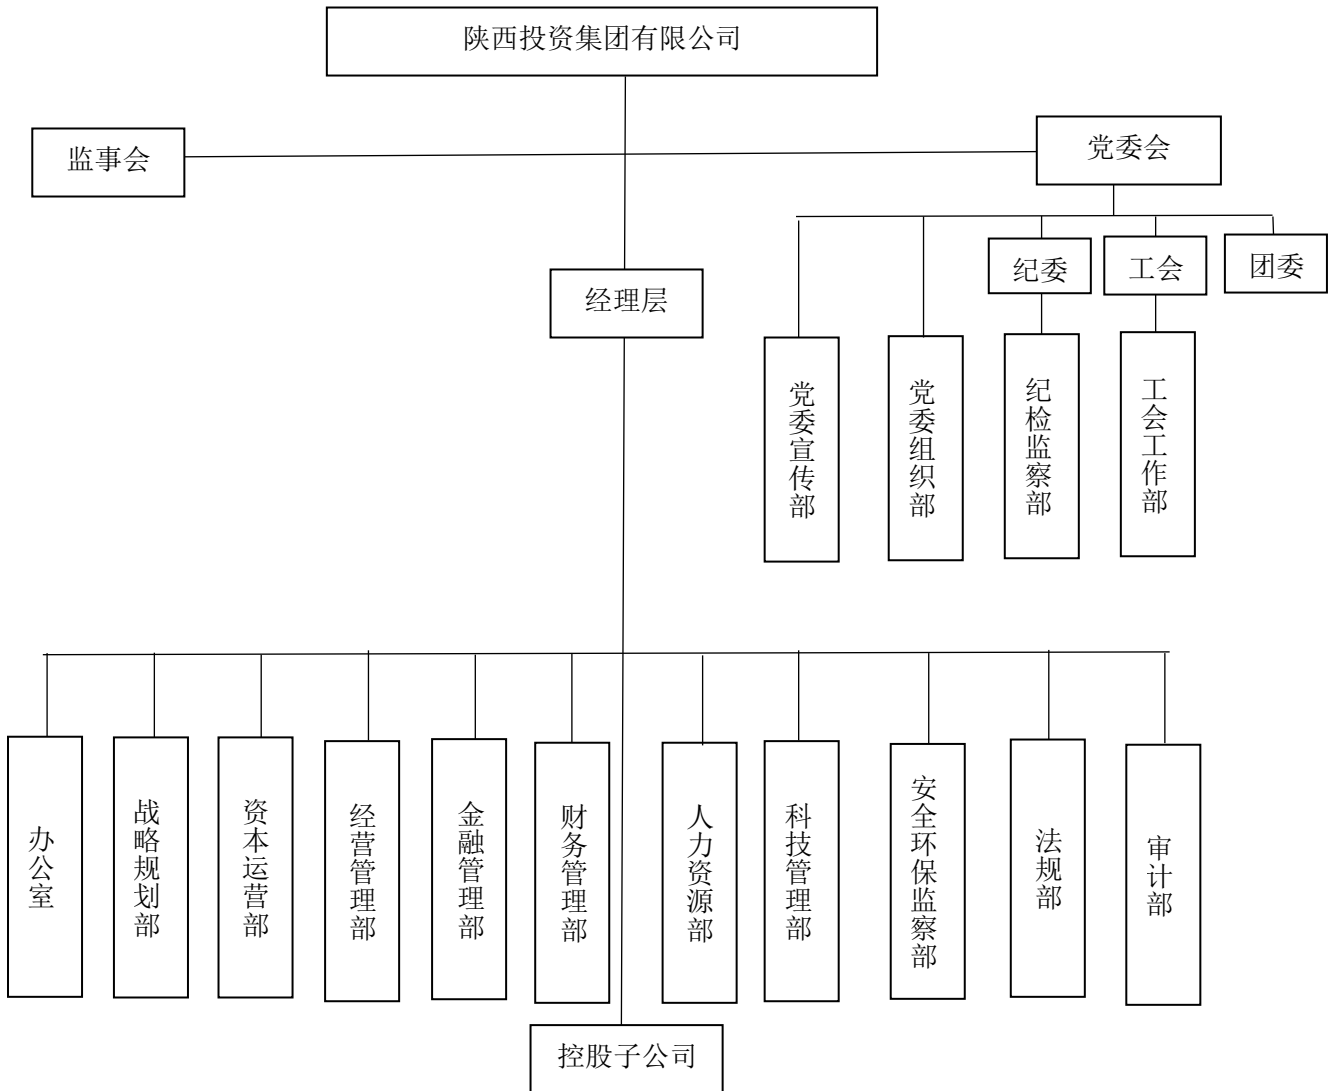 陕西投资集团有限公司
监事会
党委会
纪委
工会
团委
经理层
党委宣传部
党委组织部
纪检监察部
工会工作部
办公室
战略规划部
资本运营部
经营管理部
金融管理部
财务管理部
人力资源部
科技管理部
安全环保监察部
法规部
审计部
控股子公司